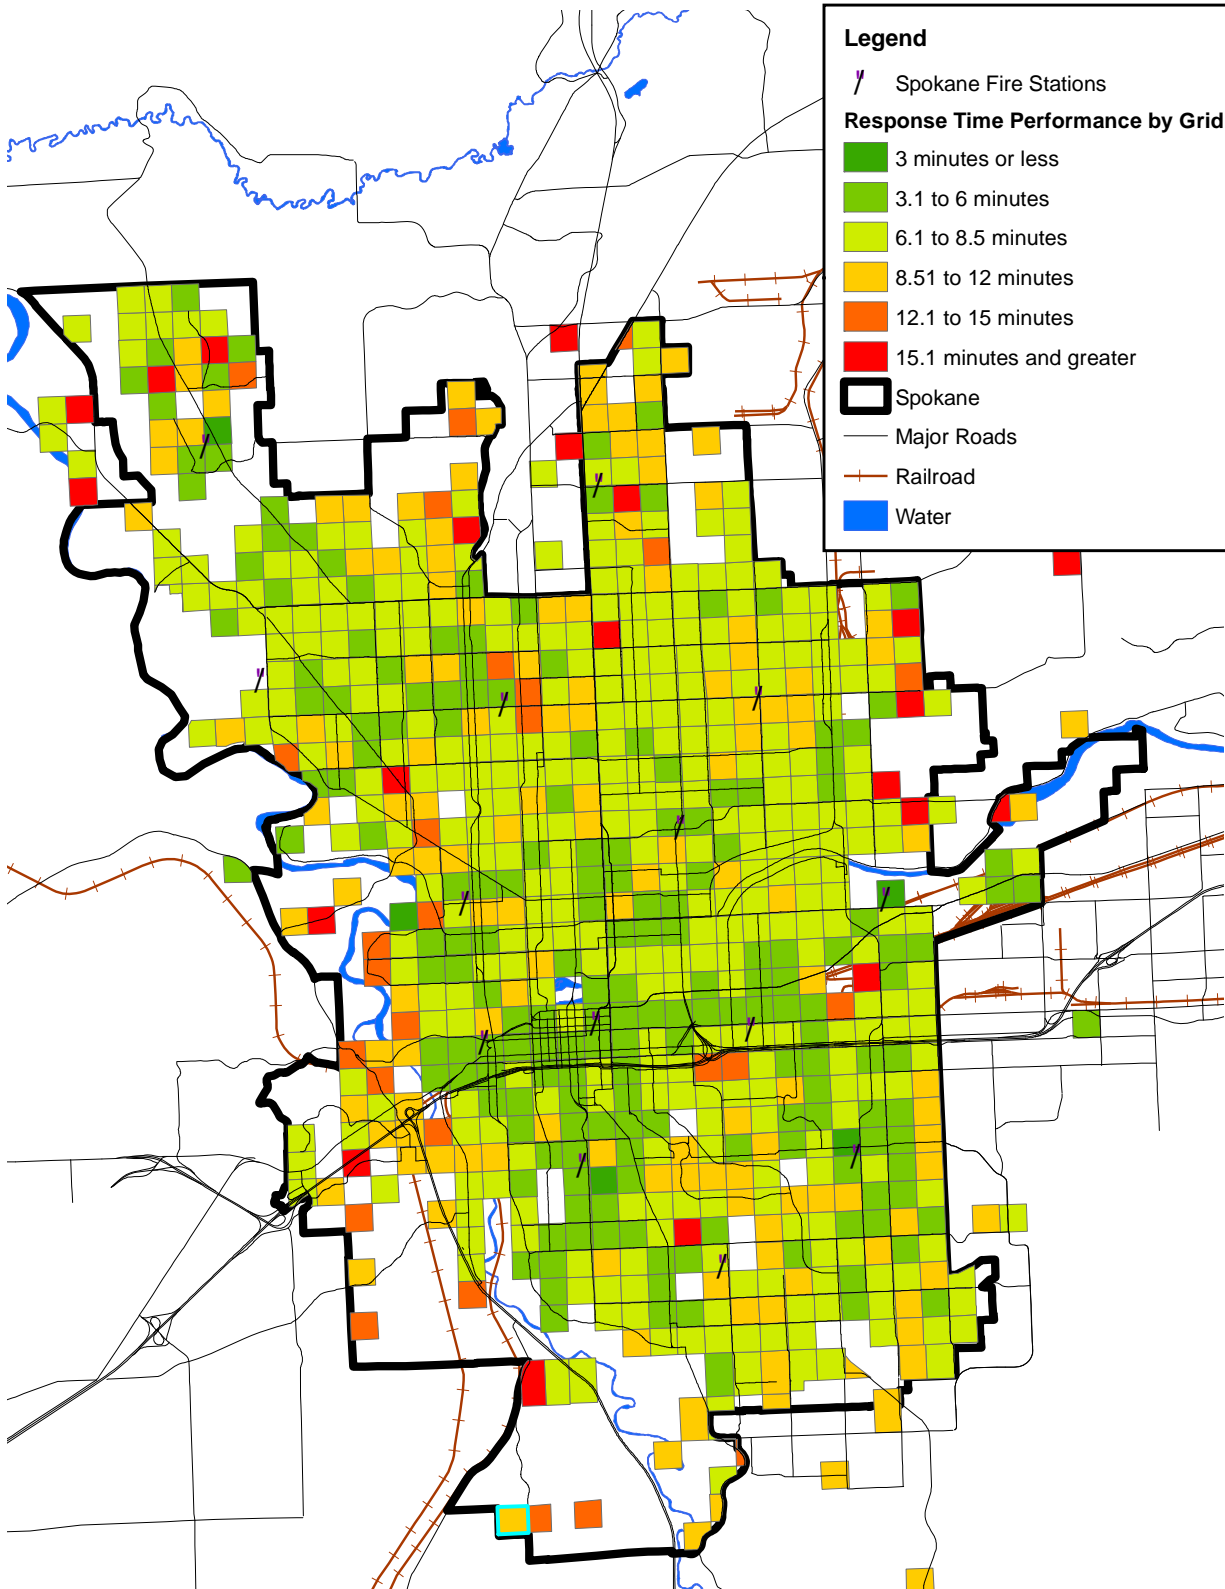 Legend
Spokane Fire Stations
Response Time Performance by Grid
3 minutes or less
3.1 to 6 minutes
6.1 to 8.5 minutes
8.51 to 12 minutes
12.1 to 15 minutes
15.1 minutes and greater
Spokane
Major Roads
Railroad
Water